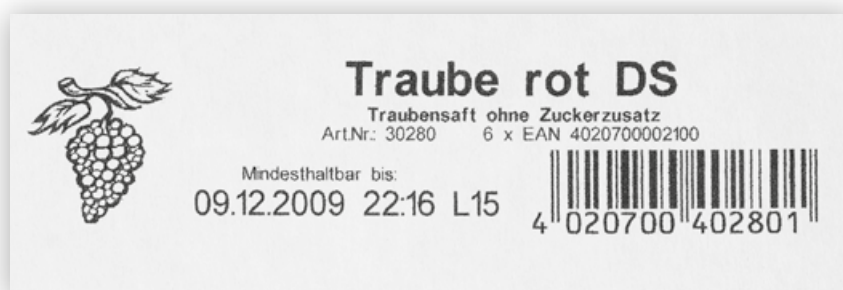 Traube rot DS
Traubensaft ohne Zuckerzusatz
Art.Nr.: 30280 6 x EAN 4020700002100
Mindesthaltbar bis:
09.12.2009 22:16 L15
4 020700 402801